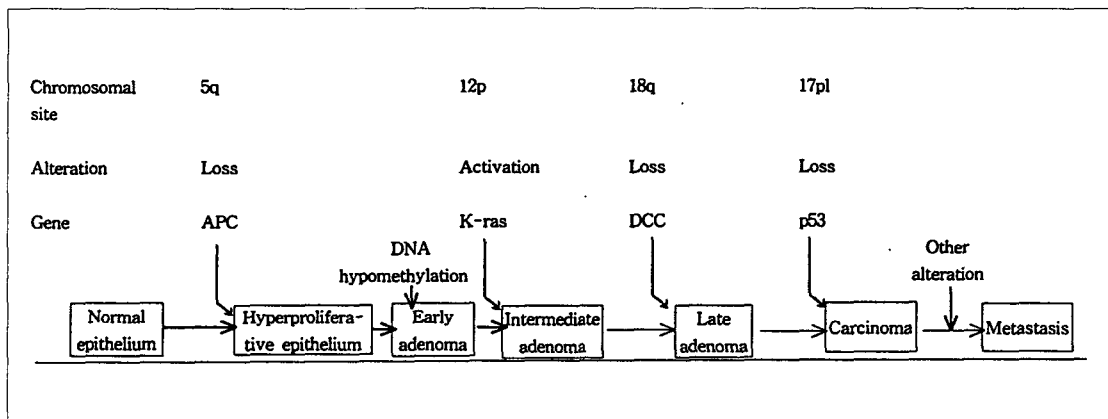 Chromosomal 5q 12p 18q 17pl
site
Alteration Loss Activation Loss Loss
Gene APC K-ras DCC p53
DNA
hypomethylation
Other
alteration
Normal
epithelium
Hyperprolifera-
tive epithelium
Early
adenoma
Intermediate
adenoma
Late
adenoma
Carcinoma
Metastasis